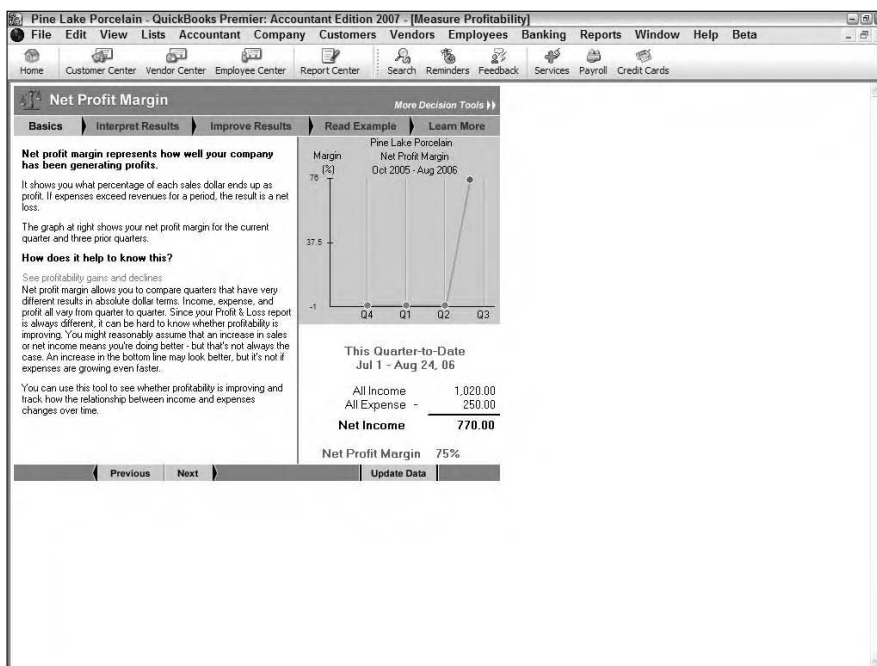 Pine Lake Porcelain - QuickBooks Premier: Accountant Edition 2007 - [Measure Profitability]
File Edit View Lists Accountant Company Customers Vendors Employees Banking Reports Window Help Beta
Home Customer Center Vendor Center Employee Center Report Center Search Reminders Feedback Services Payroll Credit Cards
Net Profit Margin
More Decision Tools
Basics Interpret Results Improve Results Read Example Learn More
Net profit margin represents how well your company
has been generating profits.
It shows you what percentage of each sales dollar ends up as
profit. If expenses exceed revenues for a period, the result is a net
loss.
The graph at right shows your net profit margin for the current
quarter and three prior quarters.
How does it help to know this?
See profitability gains and declines
Net profit margin allows you to compare quarters that have very
different results in absolute dollar terms. Income, expense, and
profit all vary from quarter to quarter. Since your Profit & Loss report
is always different, it can be hard to know whether profitability is
improving. You might reasonably assume that an increase in sales
or net income means you're doing better - but that's not always the
case. An increase in the bottom line may look better, but it's not if
expenses are growing even faster.
You can use this tool to see whether profitability is improving and
track how the relationship between income and expenses
changes over time.
Pine Lake Porcelain
Margin Net Profit Margin
(%) Oct 2005 - Aug 2006
76
37.5
-1
Q4 Q1 Q2 Q3
This Quarter-to-Date
Jul 1 - Aug 24, 06
All Income 1,020.00
All Expense - 250.00
Net Income 770.00
Net Profit Margin 75%
Previous Next Update Data